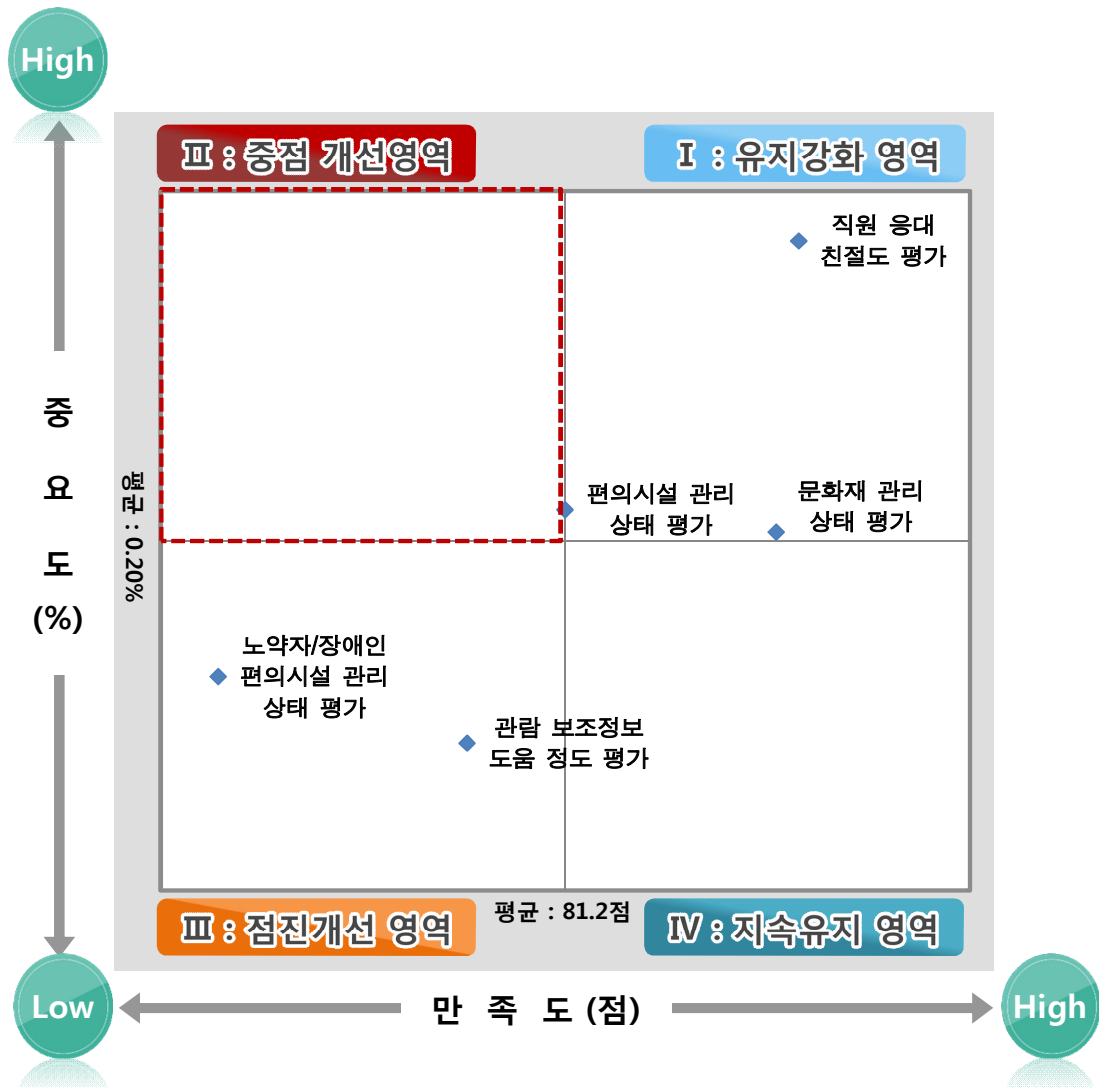 High
Ⅱ : 중점 개선영역
Ⅰ : 유지강화 영역
직원 응대
친절도 평가
중
요
도
(%)
평균 : 0.20%
편의시설 관리
상태 평가
문화재 관리
상태 평가
노약자/장애인
편의시설 관리
상태 평가
관람 보조정보
도움 정도 평가
Ⅲ : 점진개선 영역
평균 : 81.2점
Ⅳ : 지속유지 영역
Low
만 족 도 (점)
High